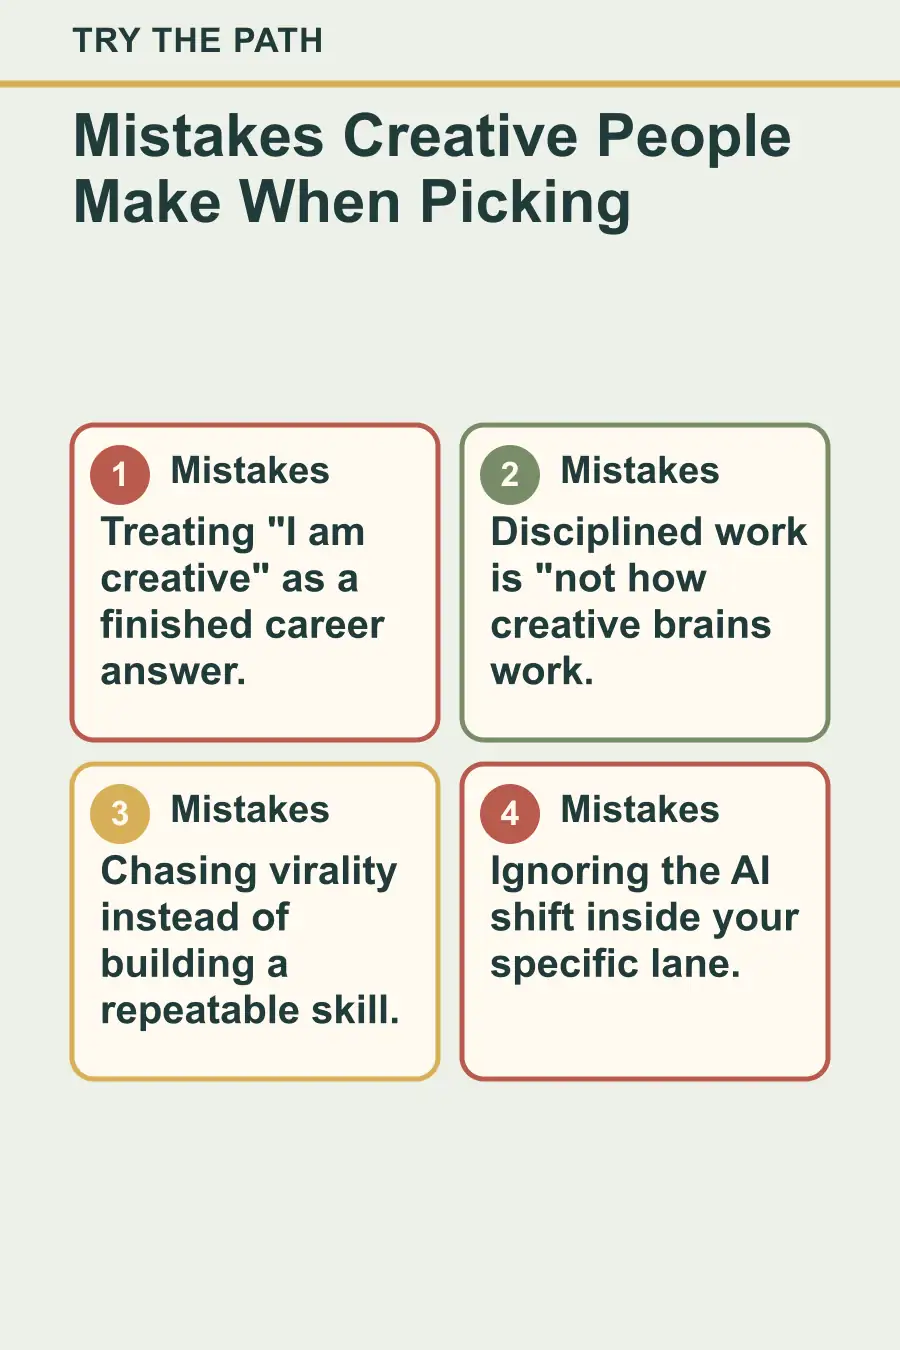 TRY THE PATH
Mistakes Creative People
Make When Picking
1 Mistakes
Treating "I am
creative" as a
finished career
answer.
2 Mistakes
Disciplined work
is "not how
creative brains
work.
3 Mistakes
Chasing virality
instead of
building a
repeatable skill.
4 Mistakes
Ignoring the AI
shift inside your
specific lane.